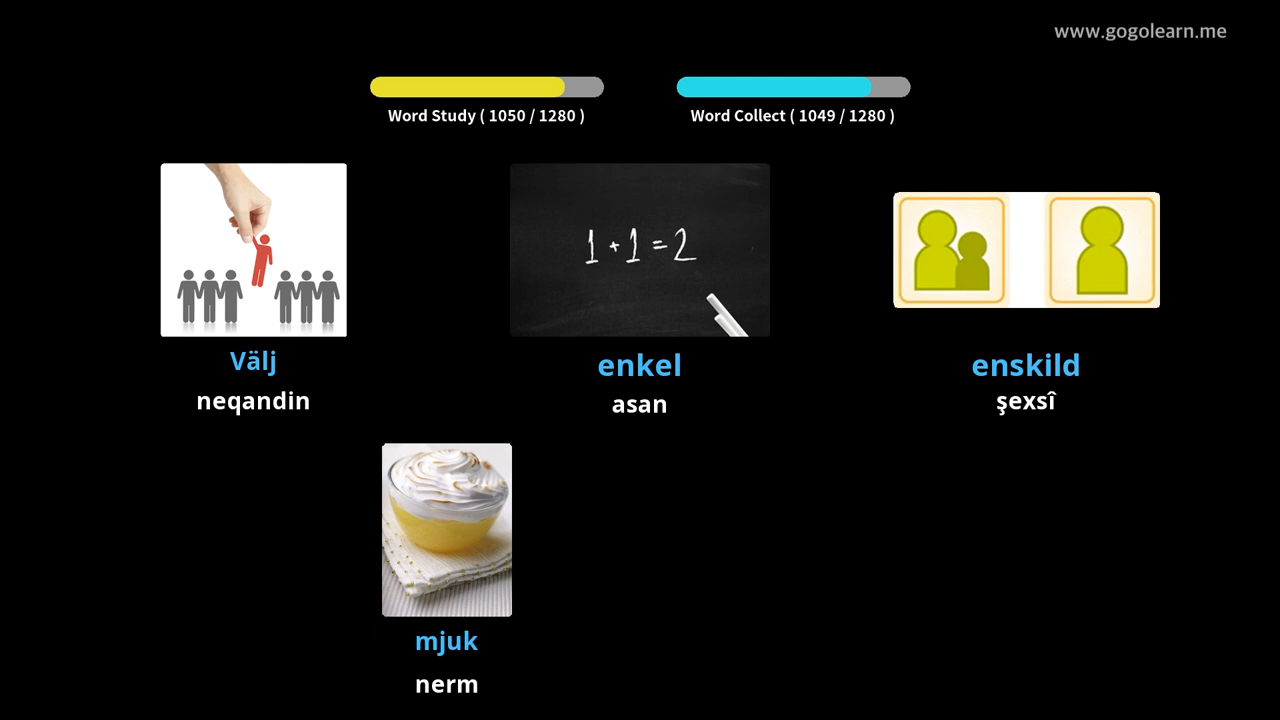 www.gogolearn.me
Word Study ( 1050 / 1280 )
Word Collect ( 1049 / 1280 )
1 + 1 = 2
Välj
neqandin
enkel
asan
enskild
şexsî
mjuk
nerm